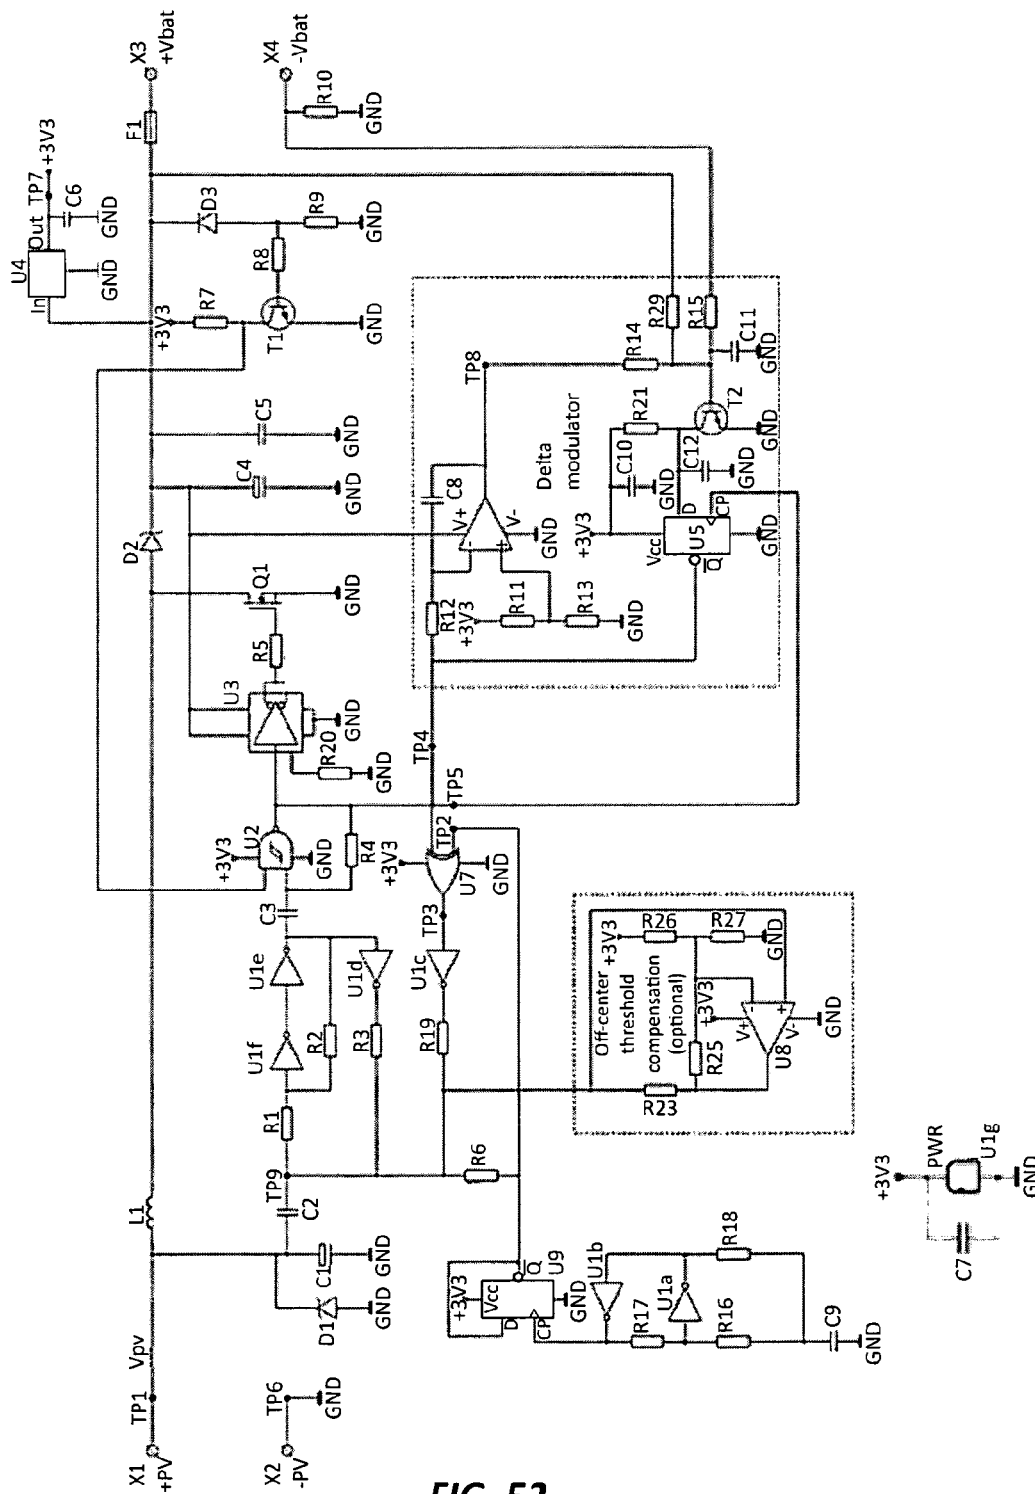 X1
+PV
TP1
Vpv
L1
D2
F1
X3
+Vbat
X2
-PV
TP6
GND
D1
GND
C1
GND
C2
TP9
R1
U1f
U1e
R2
R3
U1d
C3
+3V3
U2
GND
R4
U3
R20
GND
GND
R5
Q1
GND
C4
GND
C5
GND
+3V3
R7
T1
GND
R8
D3
R9
GND
U4
In
Out
GND
TP7
+3V3
C6
GND
X4
-Vbat
R10
GND
R6
R19
U1c
TP3
U7
+3V3
GND
TP2
TP5
TP4
R12
+3V3
R11
R13
GND
V+
-
+
V-
GND
C8
TP8
Delta
modulator
R14
R29
R15
C11
GND
T2
GND
R21
C10
GND
C12
GND
+3V3
Vcc
U5
D
CP
Q
GND
+3V3
Vcc
D
CP
Q
U9
GND
U1b
U1a
R17
R16
R18
C9
GND
Off-center
threshold
compensation
(optional)
R23
R25
+3V3
R26
R27
GND
+3V3
V+
-
+
V-
U8
GND
+3V3
PWR
U1g
C7
GND
FIG. 52